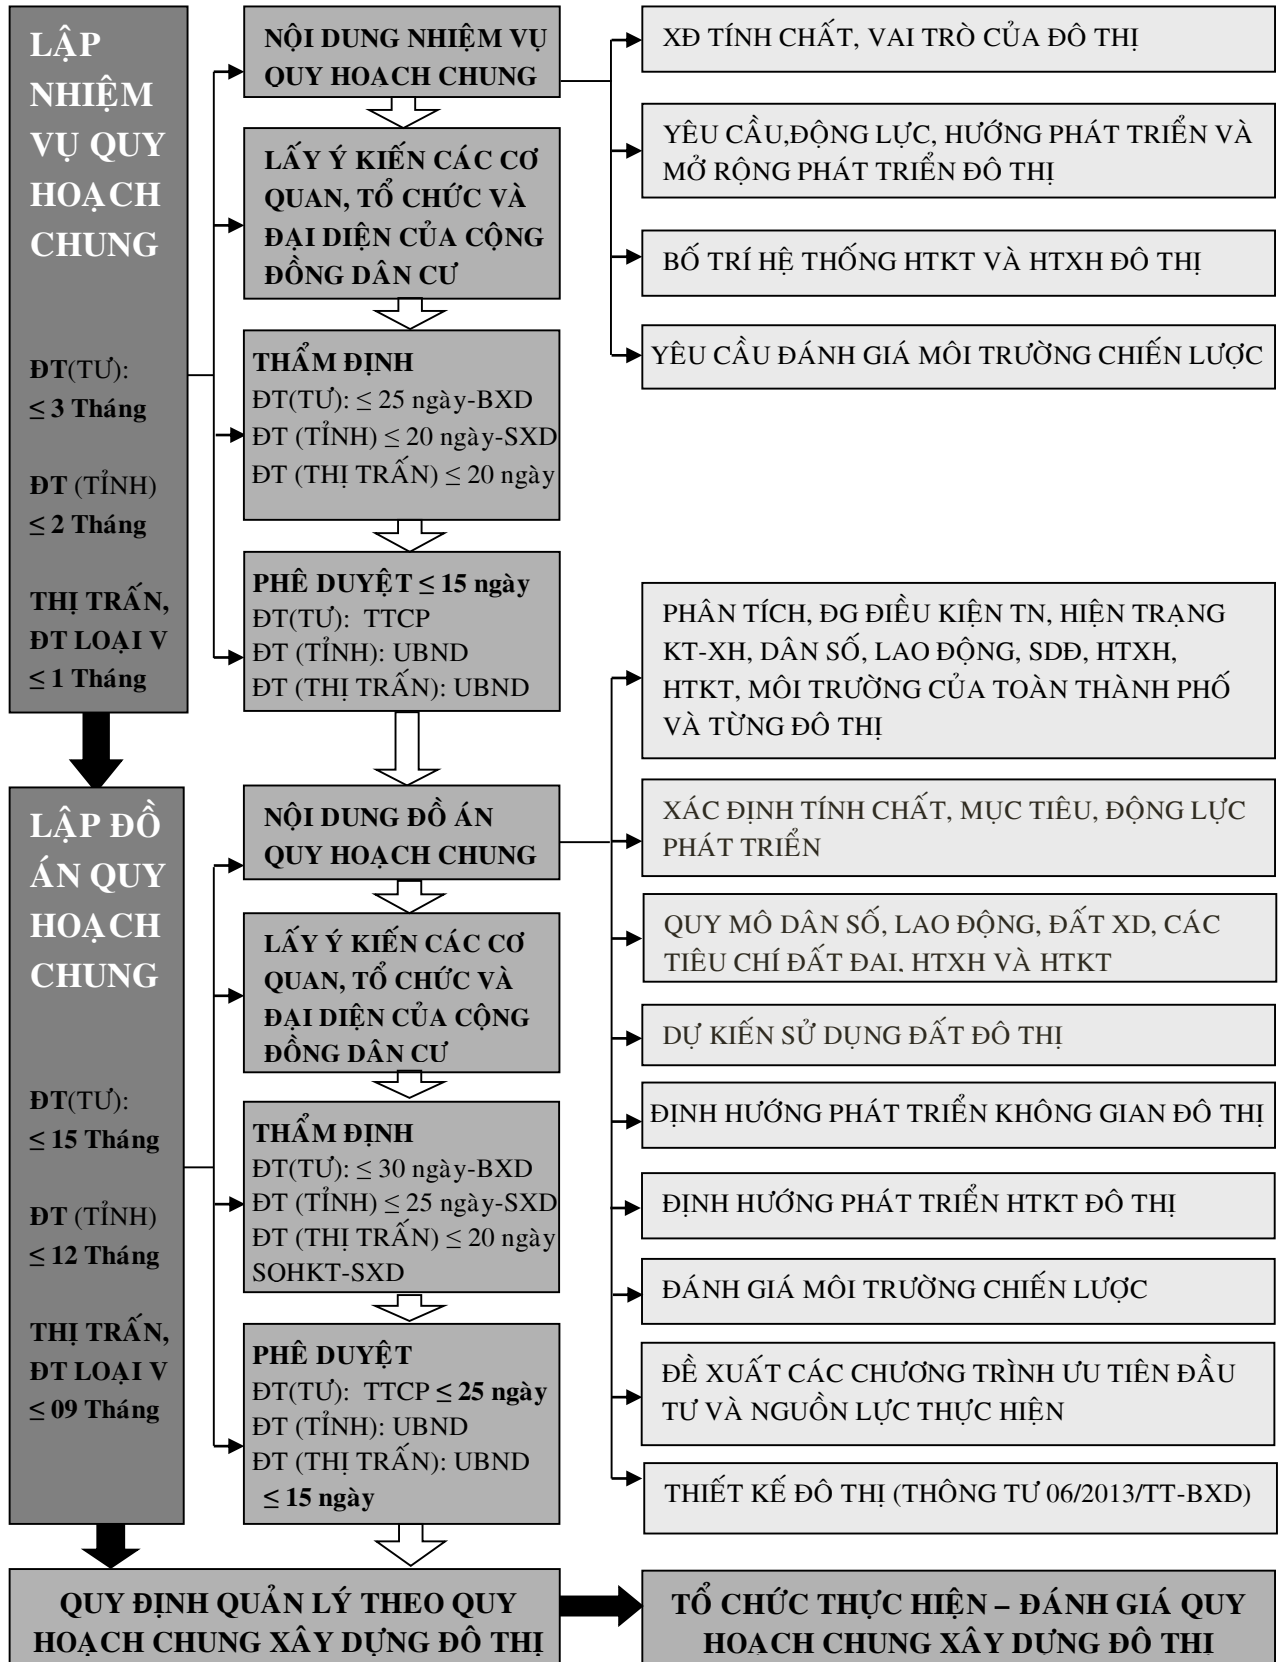 LẬP
NHIỆM
VỤ QUY
HOẠCH
CHUNG
ĐT(TƯ):
≤ 3 Tháng
ĐT (TỈNH)
≤ 2 Tháng
THỊ TRẤN,
ĐT LOẠI V
≤ 1 Tháng
NỘI DUNG NHIỆM VỤ
QUY HOẠCH CHUNG
LẤY Ý KIẾN CÁC CƠ
QUAN, TỔ CHỨC VÀ
ĐẠI DIỆN CỦA CỘNG
ĐỒNG DÂN CƯ
THẨM ĐỊNH
ĐT(TƯ): ≤ 25 ngày-BXD
ĐT (TỈNH) ≤ 20 ngày-SXD
ĐT (THỊ TRẤN) ≤ 20 ngày
PHÊ DUYỆT ≤ 15 ngày
ĐT(TƯ): TTCP
ĐT (TỈNH): UBND
ĐT (THỊ TRẤN): UBND
XĐ TÍNH CHẤT, VAI TRÒ CỦA ĐÔ THỊ
YÊU CẦU,ĐỘNG LỰC, HƯỚNG PHÁT TRIỂN VÀ
MỞ RỘNG PHÁT TRIỂN ĐÔ THỊ
BỐ TRÍ HỆ THỐNG HTKT VÀ HTXH ĐÔ THỊ
YÊU CẦU ĐÁNH GIÁ MÔI TRƯỜNG CHIẾN LƯỢC
LẬP ĐỒ
ÁN QUY
HOẠCH
CHUNG
ĐT(TƯ):
≤ 15 Tháng
ĐT (TỈNH)
≤ 12 Tháng
THỊ TRẤN,
ĐT LOẠI V
≤ 09 Tháng
NỘI DUNG ĐỒ ÁN
QUY HOẠCH CHUNG
LẤY Ý KIẾN CÁC CƠ
QUAN, TỔ CHỨC VÀ
ĐẠI DIỆN CỦA CỘNG
ĐỒNG DÂN CƯ
THẨM ĐỊNH
ĐT(TƯ): ≤ 30 ngày-BXD
ĐT (TỈNH) ≤ 25 ngày-SXD
ĐT (THỊ TRẤN) ≤ 20 ngày
SOHKT-SXD
PHÊ DUYỆT
ĐT(TƯ): TTCP ≤ 25 ngày
ĐT (TỈNH): UBND
ĐT (THỊ TRẤN): UBND
≤ 15 ngày
PHÂN TÍCH, ĐG ĐIỀU KIỆN TN, HIỆN TRẠNG
KT-XH, DÂN SỐ, LAO ĐỘNG, SDĐ, HTXH,
HTKT, MÔI TRƯỜNG CỦA TOÀN THÀNH PHỐ
VÀ TỪNG ĐÔ THỊ
XÁC ĐỊNH TÍNH CHẤT, MỤC TIÊU, ĐỘNG LỰC
PHÁT TRIỂN
QUY MÔ DÂN SỐ, LAO ĐỘNG, ĐẤT XD, CÁC
TIÊU CHÍ ĐẤT ĐAI, HTXH VÀ HTKT
DỰ KIẾN SỬ DỤNG ĐẤT ĐÔ THỊ
ĐỊNH HƯỚNG PHÁT TRIỂN KHÔNG GIAN ĐÔ THỊ
ĐỊNH HƯỚNG PHÁT TRIỂN HTKT ĐÔ THỊ
ĐÁNH GIÁ MÔI TRƯỜNG CHIẾN LƯỢC
ĐỀ XUẤT CÁC CHƯƠNG TRÌNH ƯU TIÊN ĐẦU
TƯ VÀ NGUỒN LỰC THỰC HIỆN
THIẾT KẾ ĐÔ THỊ (THÔNG TƯ 06/2013/TT-BXD)
QUY ĐỊNH QUẢN LÝ THEO QUY
HOẠCH CHUNG XÂY DỰNG ĐÔ THỊ
TỔ CHỨC THỰC HIỆN – ĐÁNH GIÁ QUY
HOẠCH CHUNG XÂY DỰNG ĐÔ THỊ